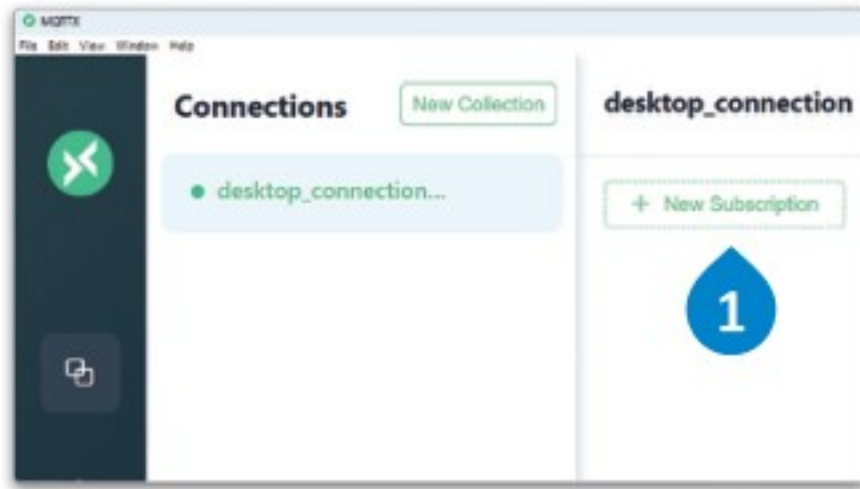 MQTTX
File Edit View Window Help
Connections
New Collection
desktop_connection
desktop_connection...
+ New Subscription
1